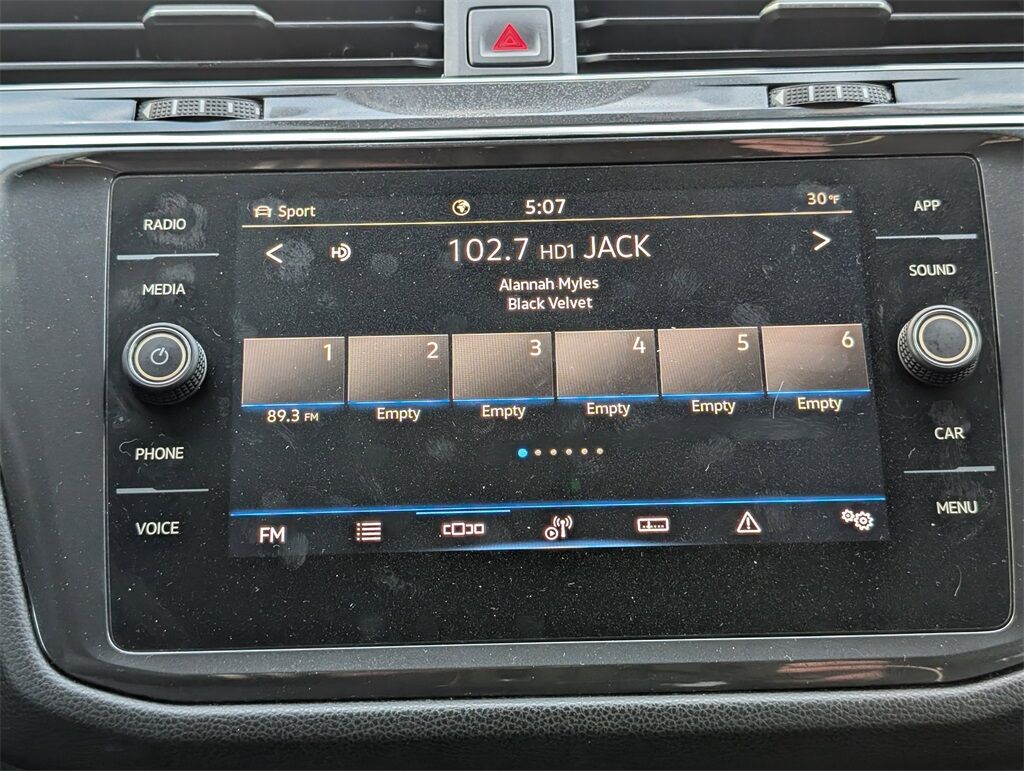 RADIO
MEDIA
PHONE
VOICE
Sport 5:07 30°F
< HD 102.7 HD1 JACK >
Alannah Myles
Black Velvet
1 2 3 4 5 6
89.3 FM Empty Empty Empty Empty Empty
FM
APP
SOUND
CAR
MENU